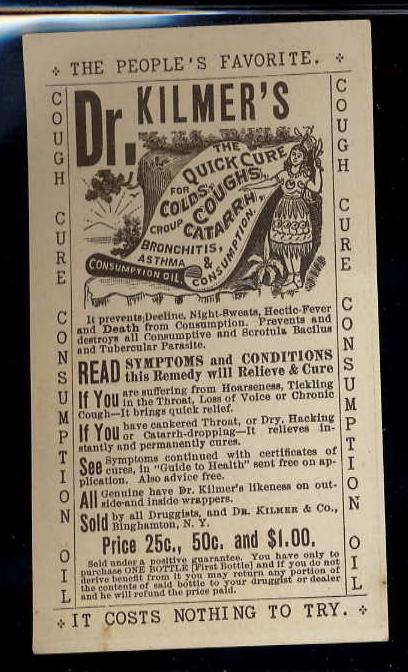 THE PEOPLE'S FAVORITE.
COUGH CURE CONSUMPTION OIL
COUGH CURE CONSUMPTION OIL
Dr. KILMER'S
THE
QUICK CURE
FOR
COLDS, COUGHS,
CROUP CATARRH,
BRONCHITIS,
ASTHMA &
CONSUMPTION.
CONSUMPTION OIL
It prevents Decline, Night-Sweats, Hectic-Fever
and Death from Consumption. Prevents and
destroys all Consumptive and Scrofula Bacilus
and Tubercular Parasite.
READ SYMPTOMS and CONDITIONS
this Remedy will Relieve & Cure
If You are suffering from Hoarseness, Tickling
in the Throat, Loss of Voice or Chronic
Cough—It brings quick relief.
If You have cankered Throat, or Dry, Hacking
or Catarrh-dropping—It relieves in-
stantly and permanently cures.
See Symptoms continued with certificates of
cures, in "Guide to Health" sent free on ap-
plication. Also advice free.
All Genuine have Dr. Kilmer's likeness on out-
side and inside wrappers.
Sold by all Druggists, and DR. KILMER & Co.,
Binghamton, N. Y.
Price 25c., 50c. and $1.00.
Sold under a positive guarantee. You have only to
purchase ONE BOTTLE [First Bottle] and if you do not
derive benefit from it you may return any portion of
the contents of said bottle to your druggist or dealer
and he will refund the price paid.
IT COSTS NOTHING TO TRY.